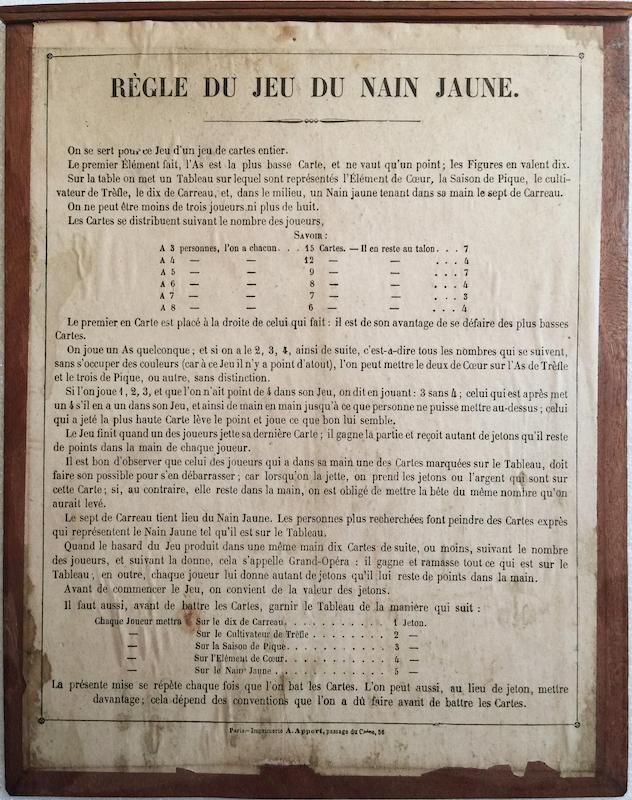 RÈGLE DU JEU DU NAIN JAUNE.
On se sert pour ce Jeu d'un jeu de cartes entier.
Le premier Élément fait, l'As est la plus basse Carte, et ne vaut qu'un point; les Figures en valent dix.
Sur la table on met un Tableau sur lequel sont représentés l'Élément de Cœur, la Saison de Pique, le culti-
vateur de Trèfle, le dix de Carreau, et, dans le milieu, un Nain jaune tenant dans sa main le sept de Carreau.
On ne peut être moins de trois joueurs ni plus de huit.
Les Cartes se distribuent suivant le nombre des joueurs,
SAVOIR :
A 3 personnes, l'on a chacun. . . 15 Cartes. — Il en reste au talon. . . 7
A 4 — — 12 — — . . . 4
A 5 — — 9 — — . . . 7
A 6 — — 8 — — . . . 4
A 7 — — 7 — — . . . 3
A 8 — — 6 — — . . . 4
Le premier en Carte est placé à la droite de celui qui fait : il est de son avantage de se défaire des plus basses
Cartes.
On joue un As quelconque ; et si on a le 2, 3, 4, ainsi de suite, c'est-a-dire tous les nombres qui se suivent,
sans s'occuper des couleurs (car à ce Jeu il n'y a point d'atout), l'on peut mettre le deux de Cœur sur l'As de Trèfle
et le trois de Pique, ou autre, sans distinction.
Si l'on joue 1, 2, 3, et que l'on n'ait point de 4 dans son Jeu, on dit en jouant : 3 sans 4 ; celui qui est après met
un 4 s'il en a un dans son Jeu, et ainsi de main en main jusqu'à ce que personne ne puisse mettre au-dessus ; celui
qui a jeté la plus haute Carte lève le point et joue ce que bon lui semble.
Le Jeu finit quand un des joueurs jette sa dernière Carte ; il gagne la partie et reçoit autant de jetons qu'il reste
de points dans la main de chaque joueur.
Il est bon d'observer que celui des joueurs qui a dans sa main une des Cartes marquées sur le Tableau, doit
faire son possible pour s'en débarrasser ; car lorsqu'on la jette, on prend les jetons ou l'argent qui sont sur
cette Carte ; si, au contraire, elle reste dans la main, on est obligé de mettre la bête du même nombre qu'on
aurait levé.
Le sept de Carreau tient lieu du Nain Jaune. Les personnes plus recherchées font peindre des Cartes exprès
qui représentent le Nain Jaune tel qu'il est sur le Tableau.
Quand le hasard du Jeu produit dans une même main dix Cartes de suite, ou moins, suivant le nombre
des joueurs, et suivant la donne, cela s'appelle Grand-Opéra : il gagne et ramasse tout ce qui est sur le
Tableau ; en outre, chaque joueur lui donne autant de jetons qu'il lui reste de points dans la main.
Avant de commencer le Jeu, on convient de la valeur des jetons.
Il faut aussi, avant de battre les Cartes, garnir le Tableau de la manière qui suit :
Chaque Joueur mettra Sur le dix de Carreau. . . . . . . . . . . 1 Jeton.
— Sur le Cultivateur de Trèfle . . . . . . . . . 2 —
— Sur la Saison de Pique. . . . . . . . . . . 3 —
— Sur l'Elément de Cœur. . . . . . . . . . . 4 —
— Sur le Nain Jaune . . . . . . . . . . . . 5 —
La présente mise se répète chaque fois que l'on bat les Cartes. L'on peut aussi, au lieu de jeton, mettre
davantage ; cela dépend des conventions que l'on a dû faire avant de battre les Cartes.
Paris — Imprimerie A. Appert, passage du Caire, 56